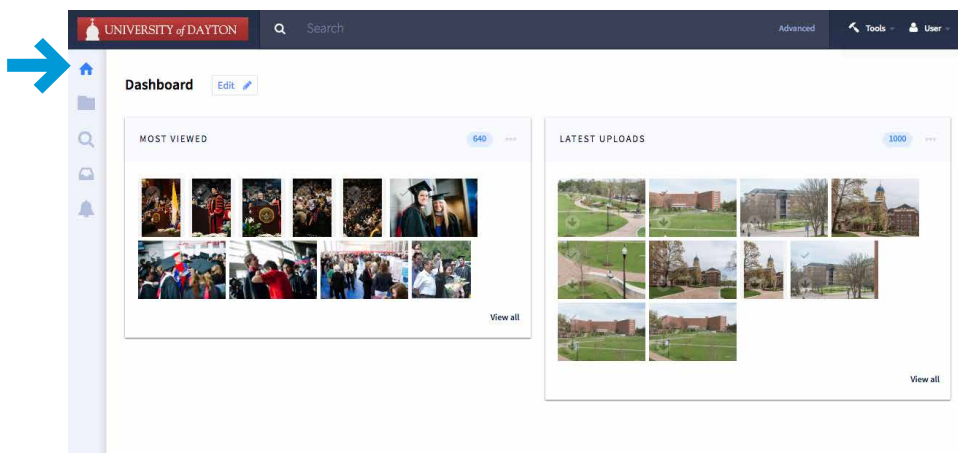 UNIVERSITY of DAYTON
Search
Advanced
Tools
User
Dashboard
Edit
MOST VIEWED
640
LATEST UPLOADS
1000
View all
View all